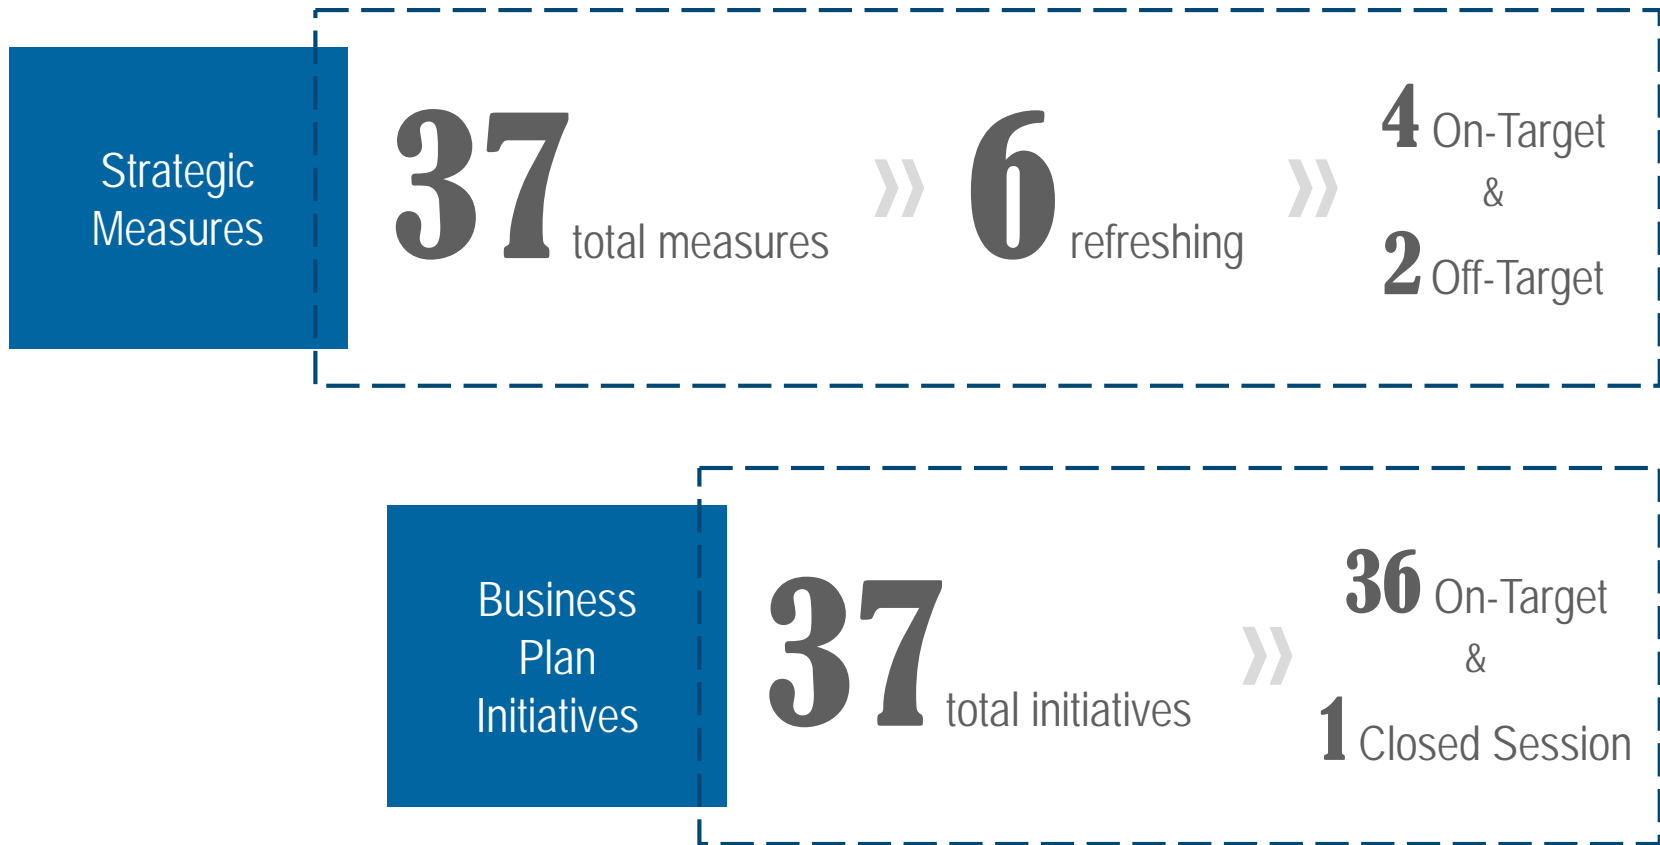 Strategic
Measures
37 total measures
» 6 refreshing
» 4 On-Target
&
2 Off-Target
Business
Plan
Initiatives
37 total initiatives
» 36 On-Target
&
1 Closed Session